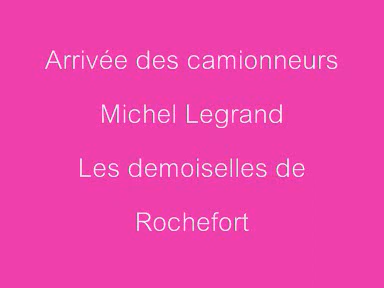 Arrivée des camionneurs
Michel Legrand
Les demoiselles de
Rochefort